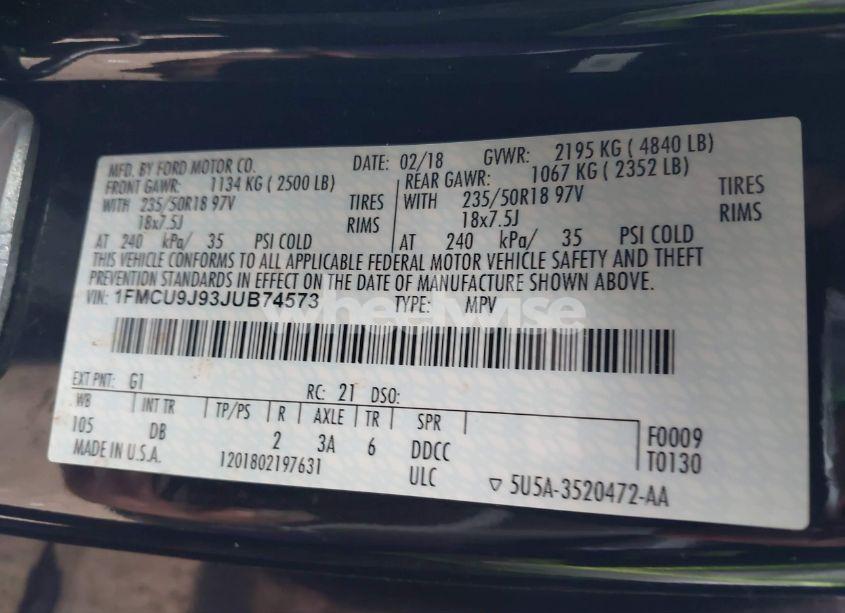 MFD. BY FORD MOTOR CO. DATE: 02/18 GVWR: 2195 KG ( 4840 LB)
FRONT GAWR: 1134 KG ( 2500 LB) REAR GAWR: 1067 KG ( 2352 LB)
WITH 235/50R18 97V TIRES WITH 235/50R18 97V TIRES
18x7.5J RIMS 18x7.5J RIMS
AT 240 kPa/ 35 PSI COLD AT 240 kPa/ 35 PSI COLD
THIS VEHICLE CONFORMS TO ALL APPLICABLE FEDERAL MOTOR VEHICLE SAFETY AND THEFT
PREVENTION STANDARDS IN EFFECT ON THE DATE OF MANUFACTURE SHOWN ABOVE.
VIN: 1FMCU9J93JUB74573 TYPE: MPV
wheelwise
EXT PNT: G1 RC: 21 DSO:
WB INT TR TP/PS R AXLE TR SPR
105 DB 2 3A 6 DDCC F0009
MADE IN U.S.A. 1201802197631 ULC T0130
▽ 5U5A-3520472-AA